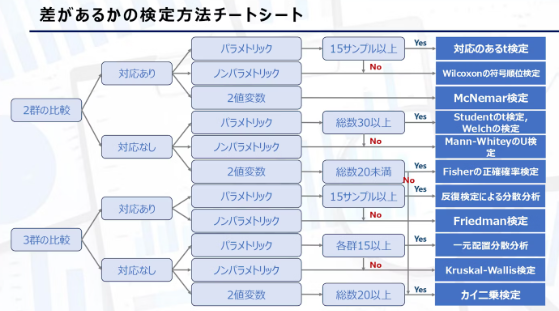 差があるかの検定方法チートシート
パラメトリック 15サンプル以上 Yes 対応のあるt検定
対応あり No
ノンパラメトリック Wilcoxonの符号順位検定
2値変数 McNemar検定
2群の比較
パラメトリック 総数30以上 Yes Studentのt検定,
Welchの検定
対応なし No
ノンパラメトリック Mann-WhiteyのU検
定
2値変数 総数20未満 Yes Fisherの正確確率検定
No
パラメトリック 15サンプル以上 Yes 反復検定による分散分析
対応あり No
ノンパラメトリック Friedman検定
3群の比較
パラメトリック 各群15以上 Yes 一元配置分散分析
対応なし No
ノンパラメトリック Kruskal-Wallis検定
2値変数 総数20以上 Yes カイ二乗検定